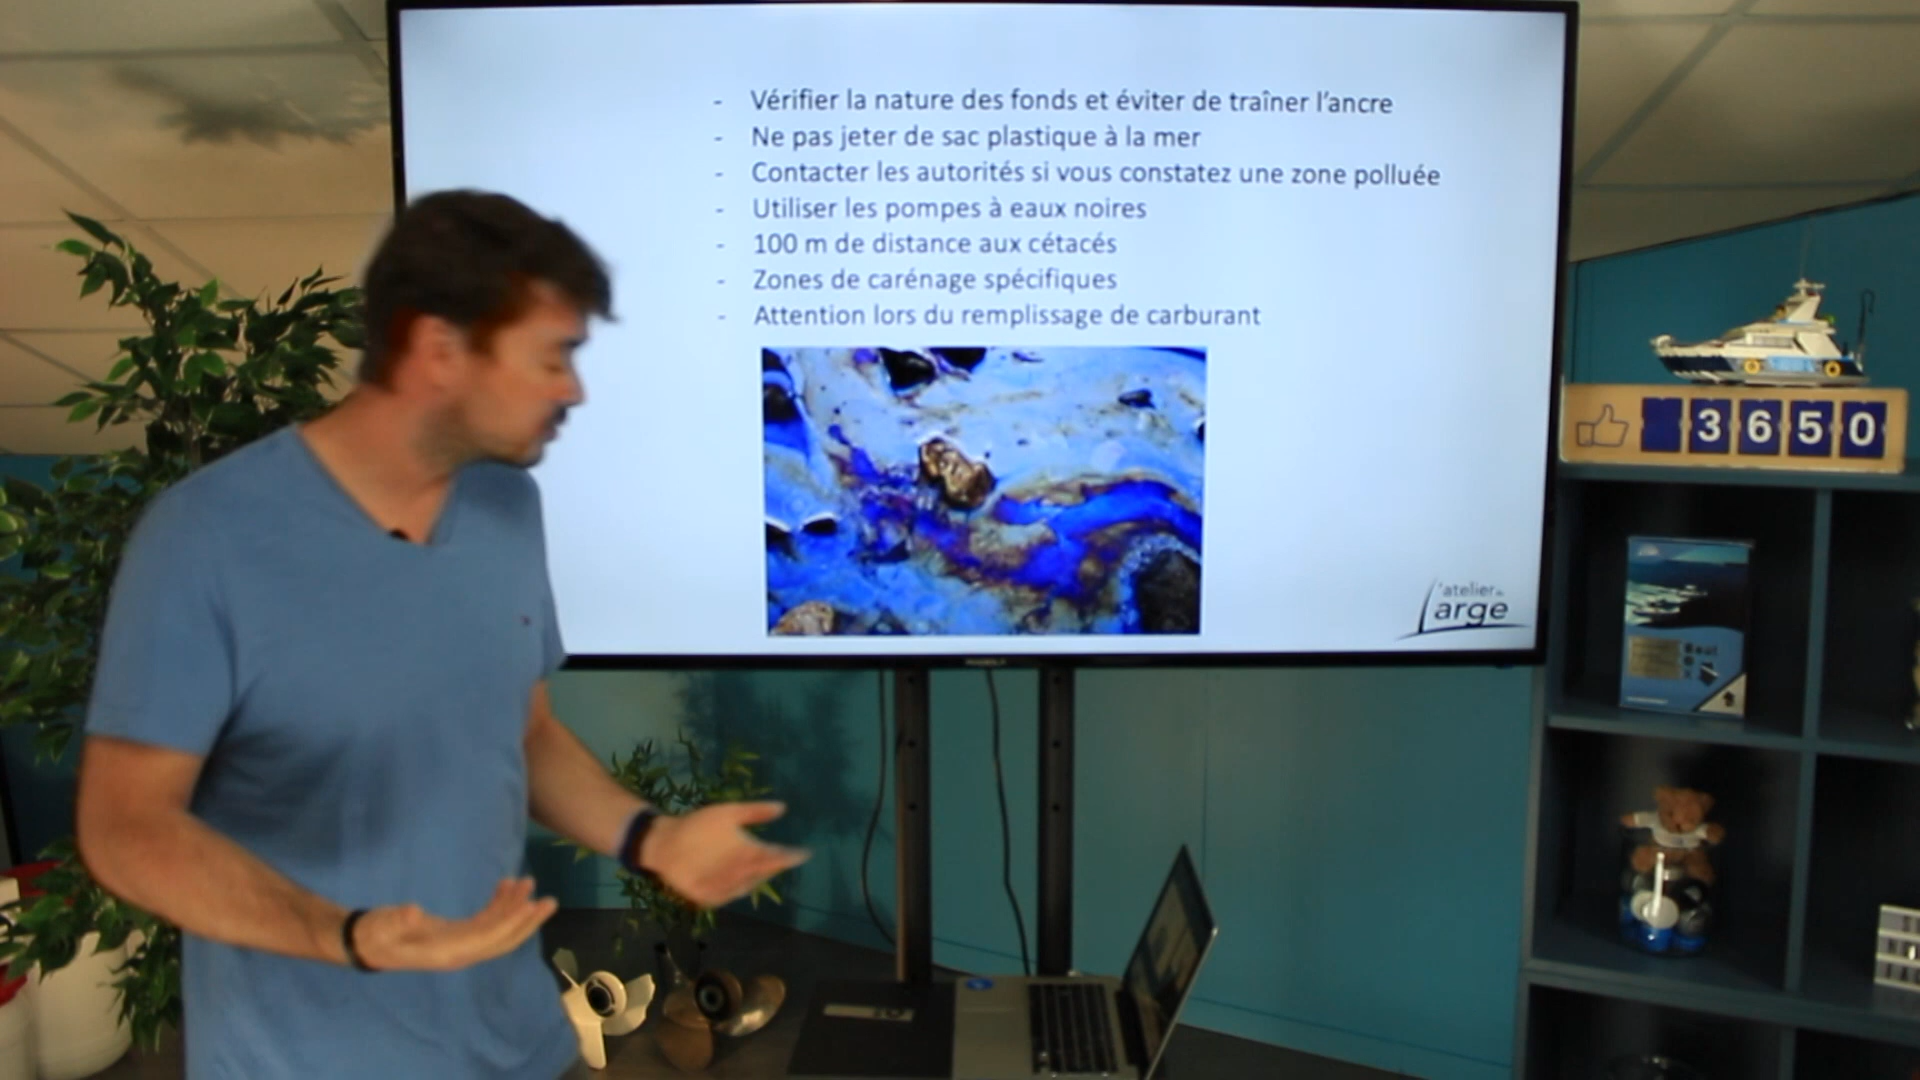 - Vérifier la nature des fonds et éviter de traîner l'ancre
- Ne pas jeter de sac plastique à la mer
- Contacter les autorités si vous constatez une zone polluée
- Utiliser les pompes à eaux noires
- 100 m de distance aux cétacés
- Zones de carénage spécifiques
- Attention lors du remplissage de carburant
l'atelier
Large
3650